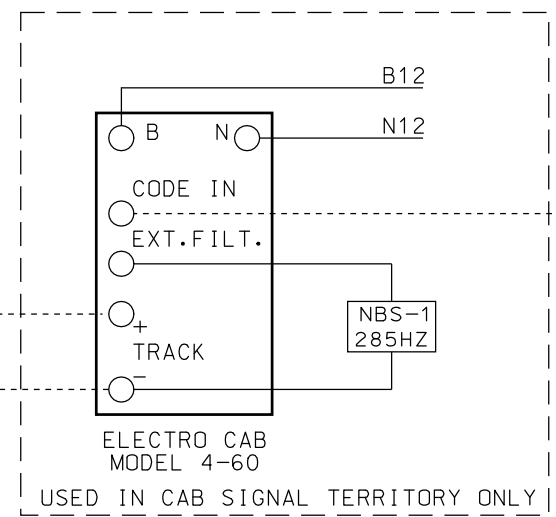 B12
B N N12
CODE IN
EXT.FILT.
NBS-1
285HZ
+
TRACK
-
ELECTRO CAB
MODEL 4-60
USED IN CAB SIGNAL TERRITORY ONLY